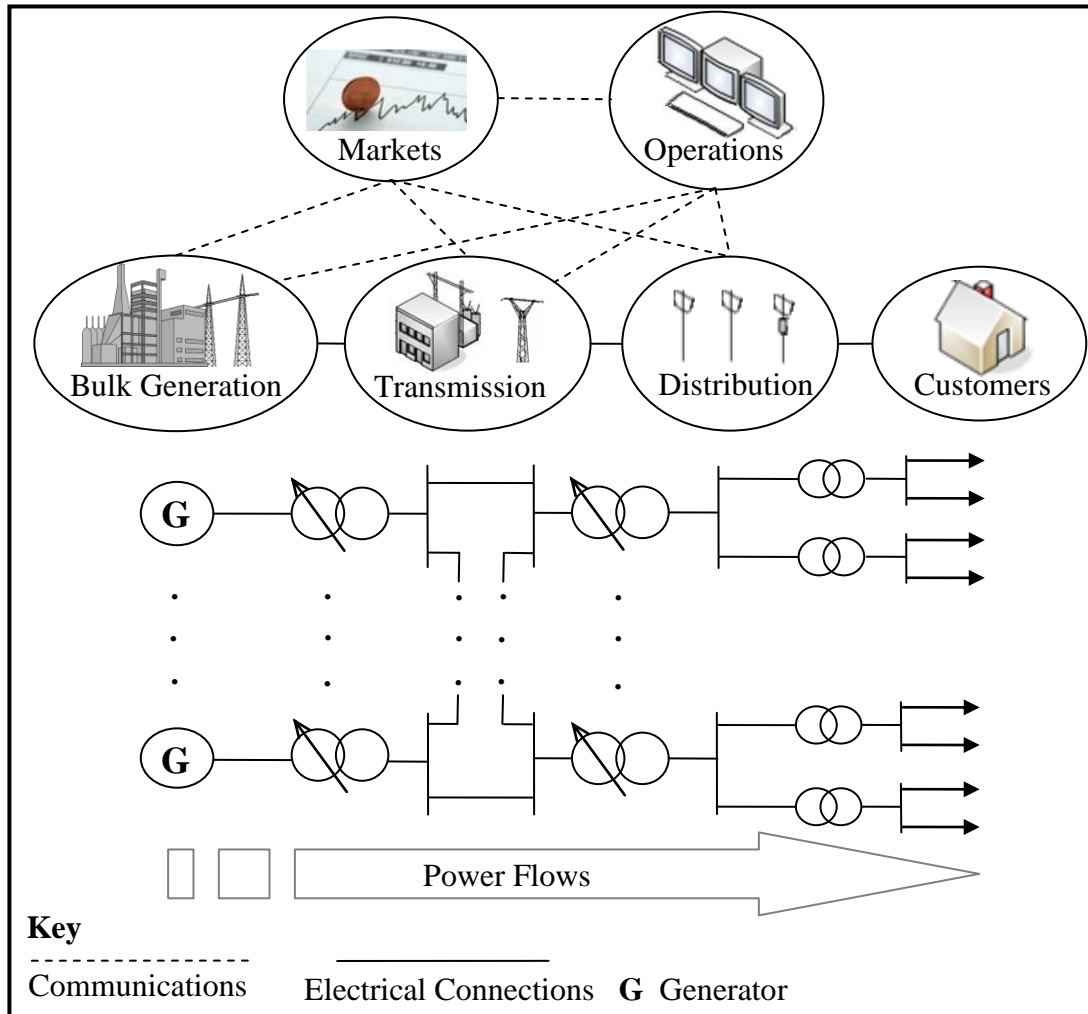 Markets
Operations
Bulk Generation
Transmission
Distribution
Customers
G
G
Power Flows
Key
Communications
Electrical Connections
G Generator